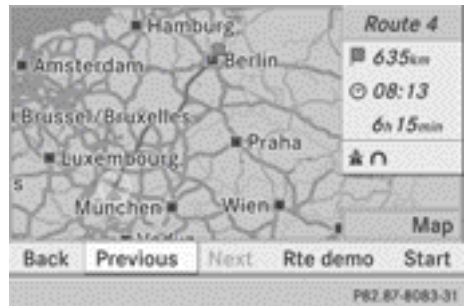 Hamburg
Route 4
Amsterdam
Berlin
635km
08:13
Brussel/Bruxelles
6h 15min
Praha
Luxembourg
s
München
Wien
Map
Back Previous Next Rte demo Start
P82.87-8083-31